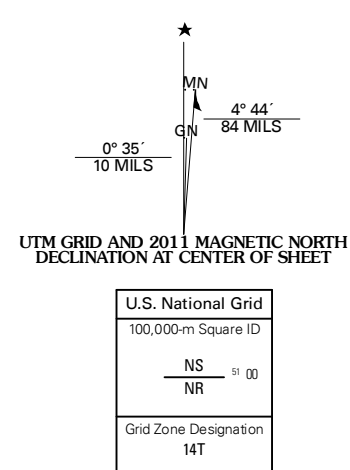 MN
4° 44´
84 MILS
GN
0° 35´
10 MILS
UTM GRID AND 2011 MAGNETIC NORTH
DECLINATION AT CENTER OF SHEET
U.S. National Grid
100,000-m Square ID
NS
51 00
NR
Grid Zone Designation
14T